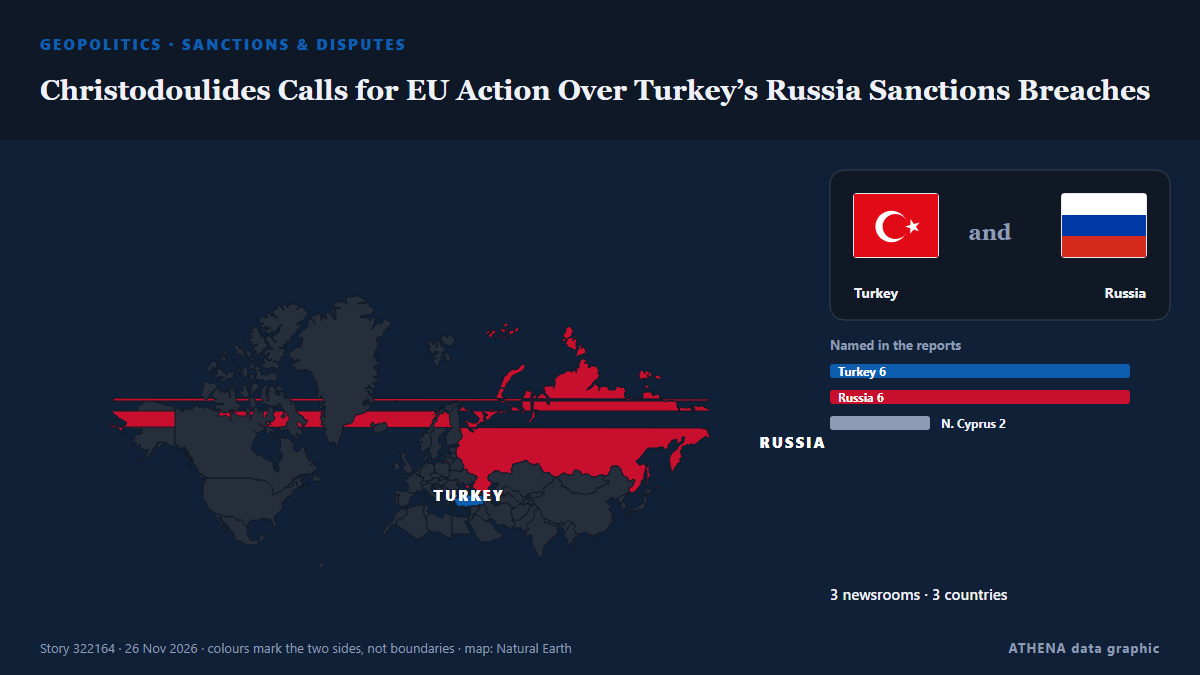 GEOPOLITICS · SANCTIONS & DISPUTES
Christodoulides Calls for EU Action Over Turkey’s Russia Sanctions Breaches
and
Turkey
Russia
Named in the reports
Turkey 6
Russia 6
N. Cyprus 2
RUSSIA
TURKEY
3 newsrooms · 3 countries
Story 322164 · 26 Nov 2026 · colours mark the two sides, not boundaries · map: Natural Earth
ATHENA data graphic